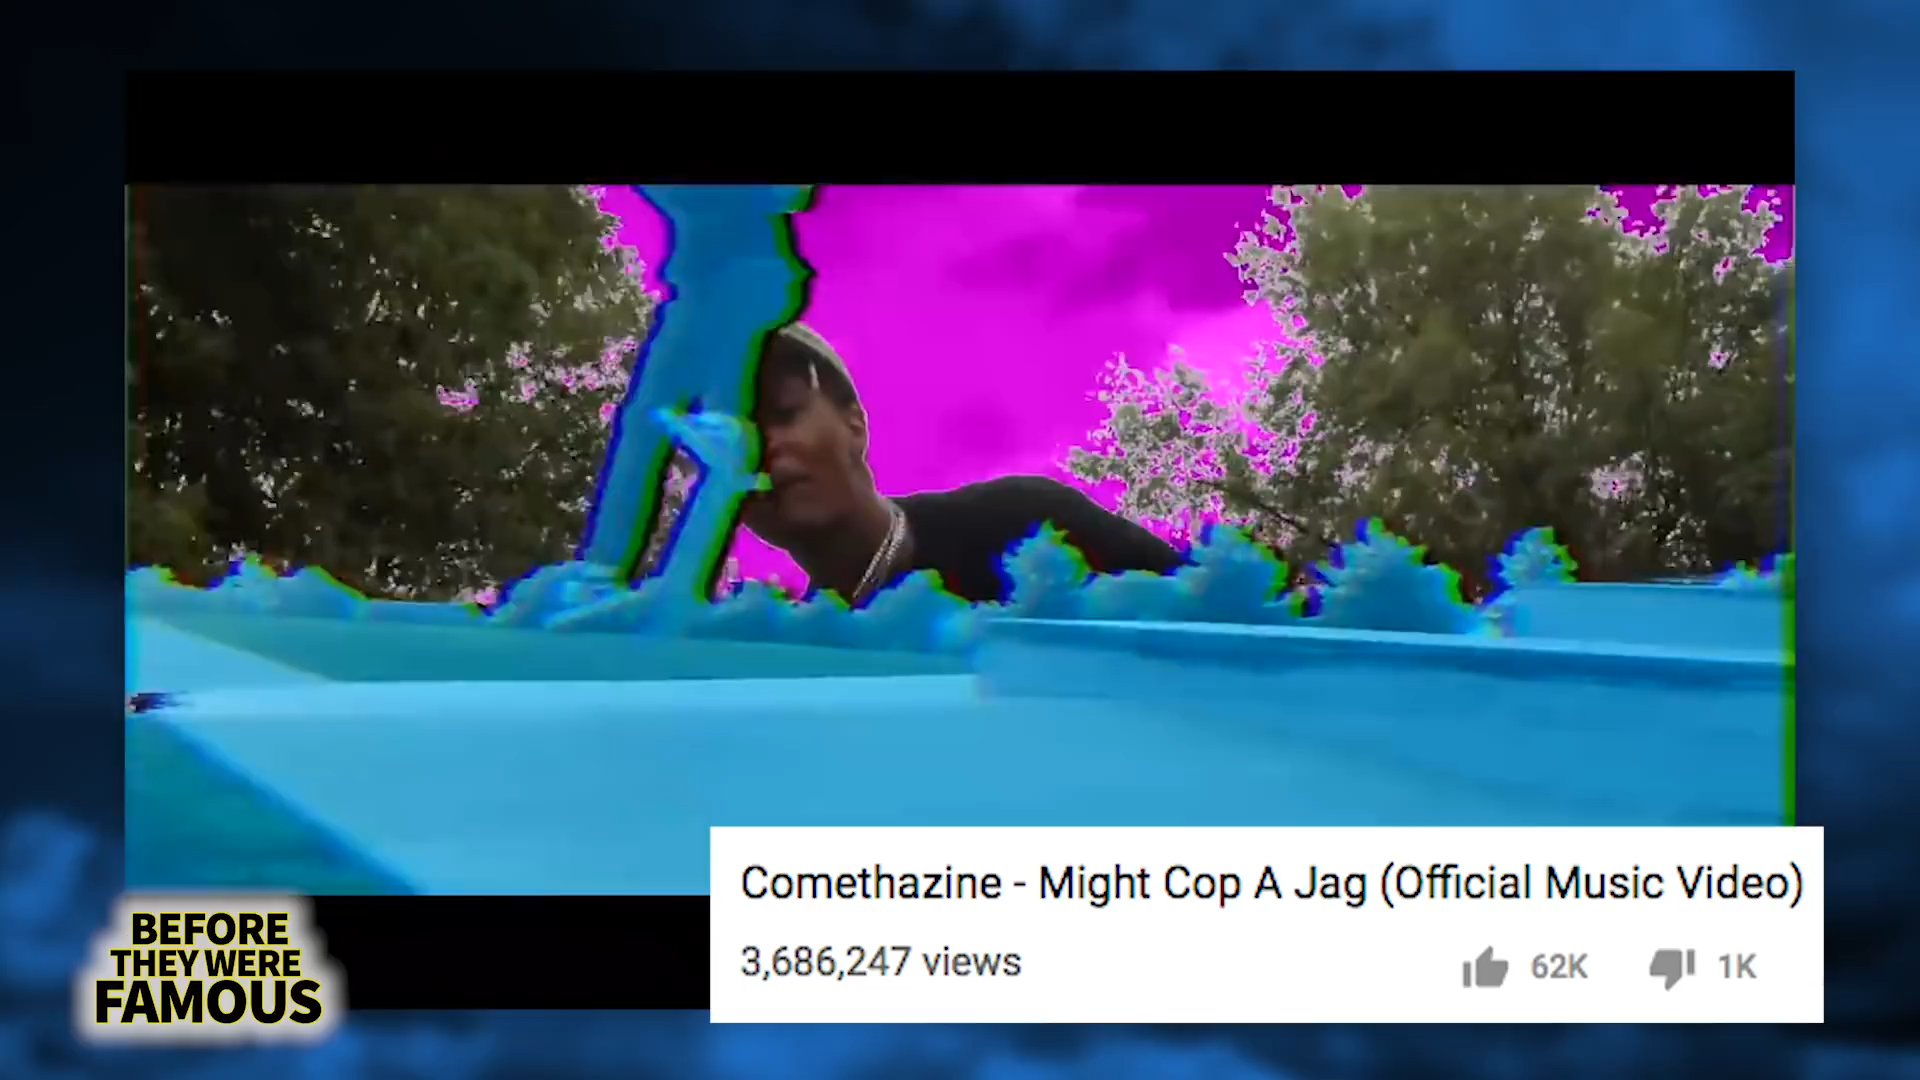 Comethazine - Might Cop A Jag (Official Music Video)
3,686,247 views 62K 1K
BEFORE
THEY WERE
FAMOUS